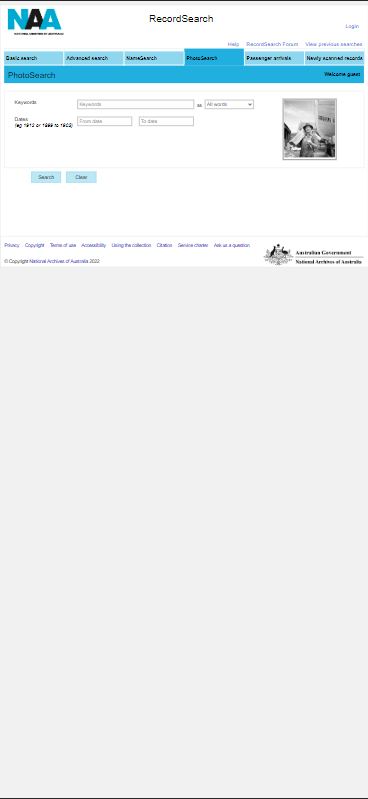 NAA
NATIONAL ARCHIVES OF AUSTRALIA
RecordSearch
Login
Help RecordSearch Forum View previous searches
Basic search Advanced search NameSearch PhotoSearch Passenger arrivals Newly scanned records
PhotoSearch Welcome guest
Keywords Keywords as All words
Dates From date To date
(eg 1913 or 1899 to 1902)
Search Clear
Privacy Copyright Terms of use Accessibility Using the collection Citation Service charter Ask us a question
Australian Government
National Archives of Australia
© Copyright National Archives of Australia 2022